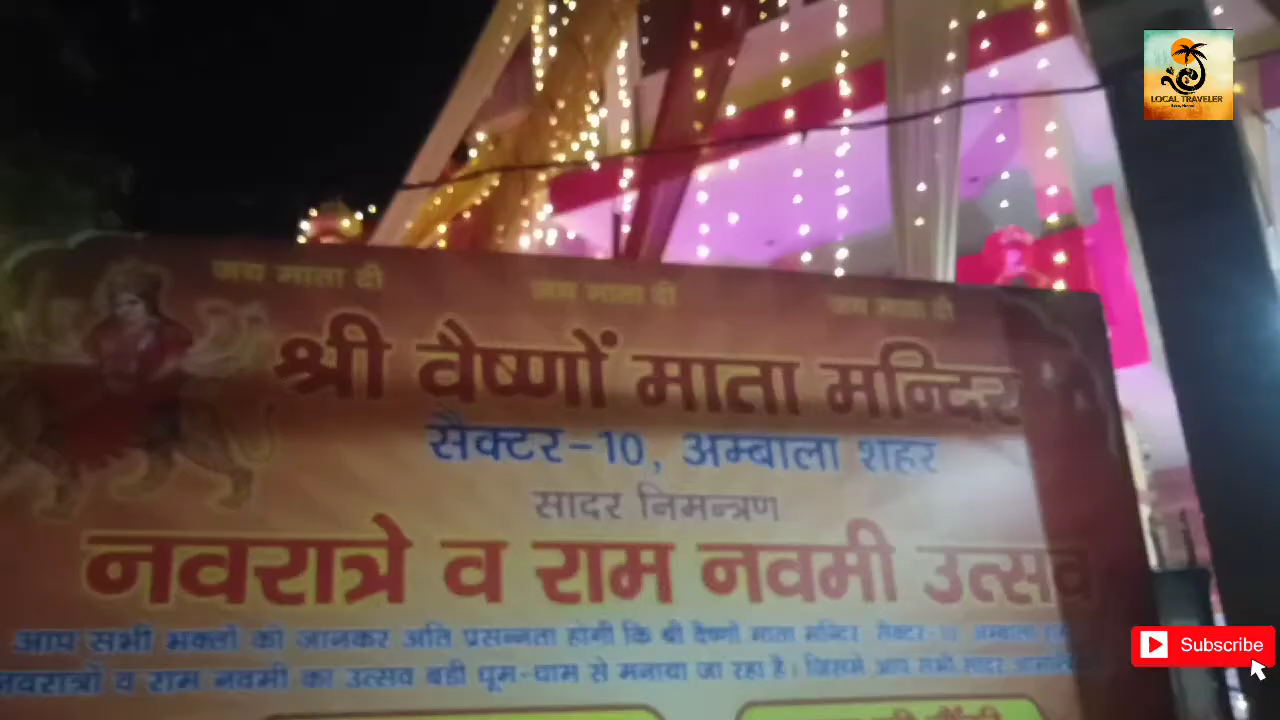 LOCAL TRAVELER
जय माता दी जय माता दी जय माता दी
श्री वैष्णों माता मन्दिर
सैक्टर-10, अम्बाला शहर
सादर निमन्त्रण
नवरात्रे व राम नवमी उत्सव
आप सभी भक्तों को जानकर अति प्रसन्नता होगी कि श्री वैष्णों माता मन्दिर सैक्टर-10 अम्बाला
नवरात्रों व राम नवमी का उत्सव बड़ी धूम-धाम से मनाया जा रहा है। जिसमें आप सभी सादर
Subscribe